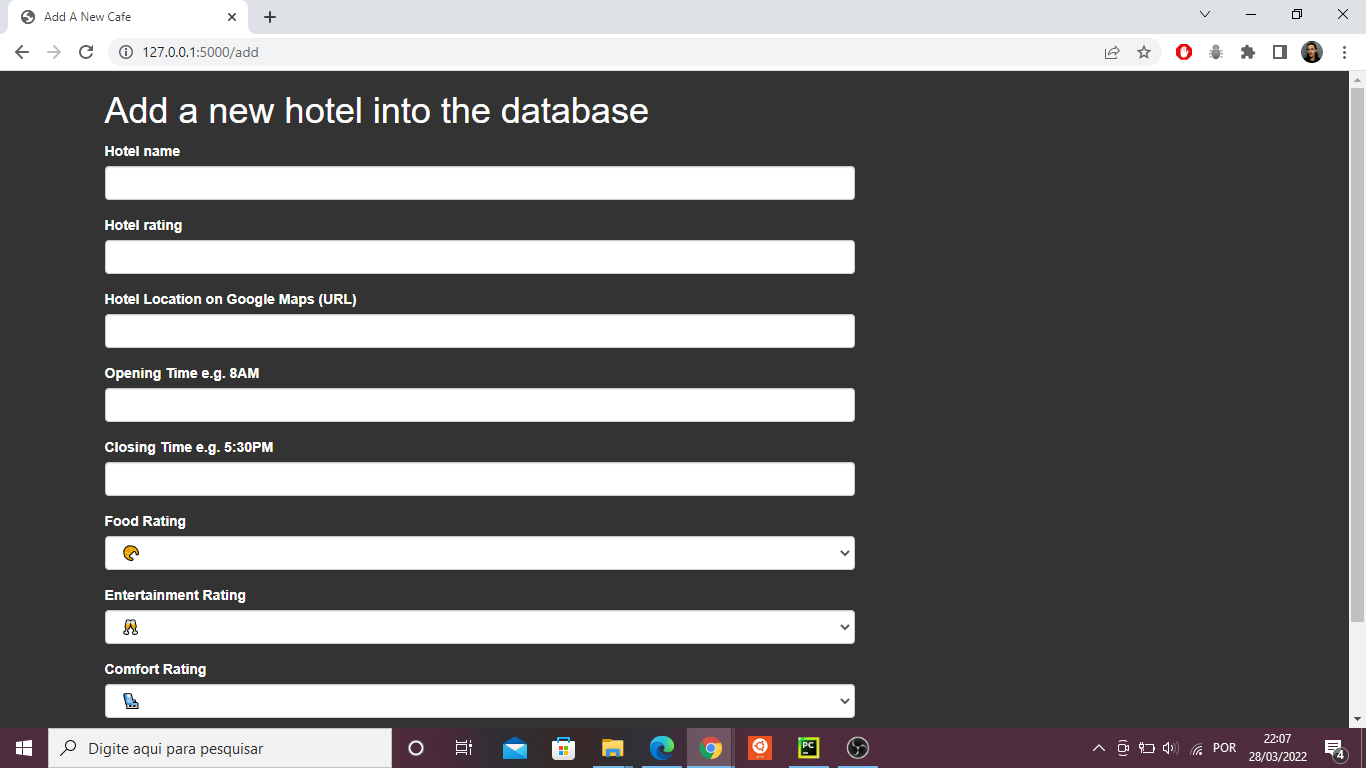 Add A New Cafe
127.0.0.1:5000/add
Add a new hotel into the database
Hotel name
Hotel rating
Hotel Location on Google Maps (URL)
Opening Time e.g. 8AM
Closing Time e.g. 5:30PM
Food Rating
Entertainment Rating
Comfort Rating
Digite aqui para pesquisar
PC
POR
22:07
28/03/2022
4